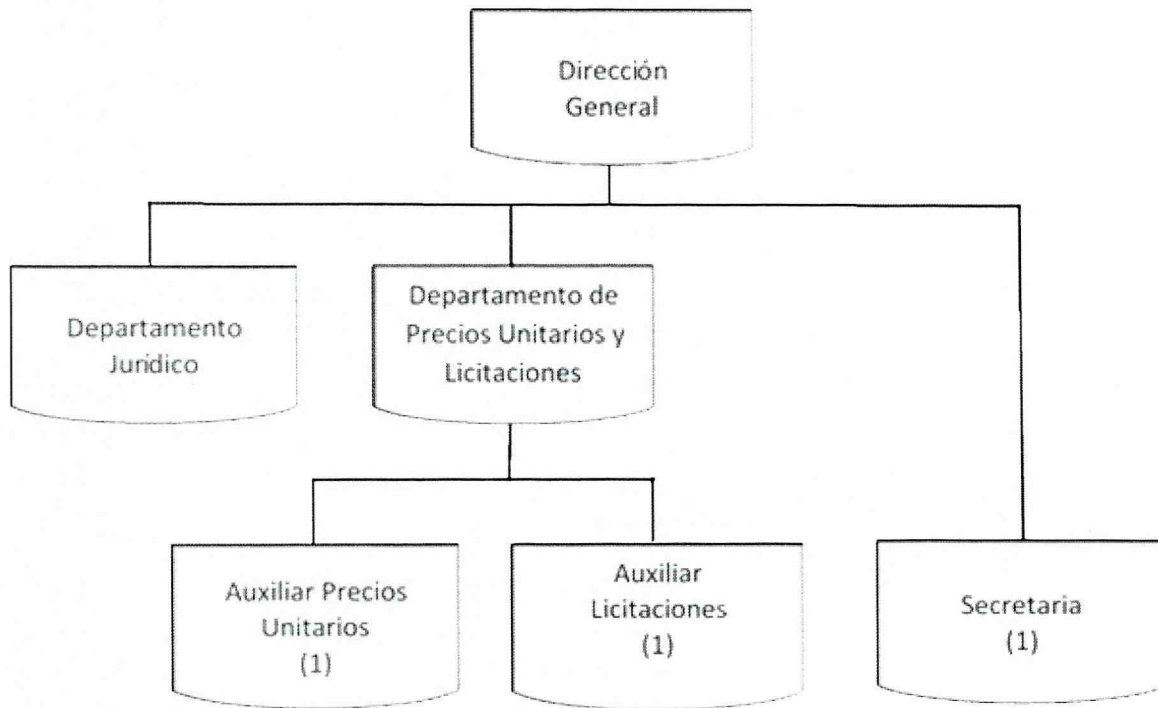 Dirección
General
Departamento
Jurídico
Departamento de
Precios Unitarios y
Licitaciones
Auxiliar Precios
Unitarios
(1)
Auxiliar
Licitaciones
(1)
Secretaria
(1)